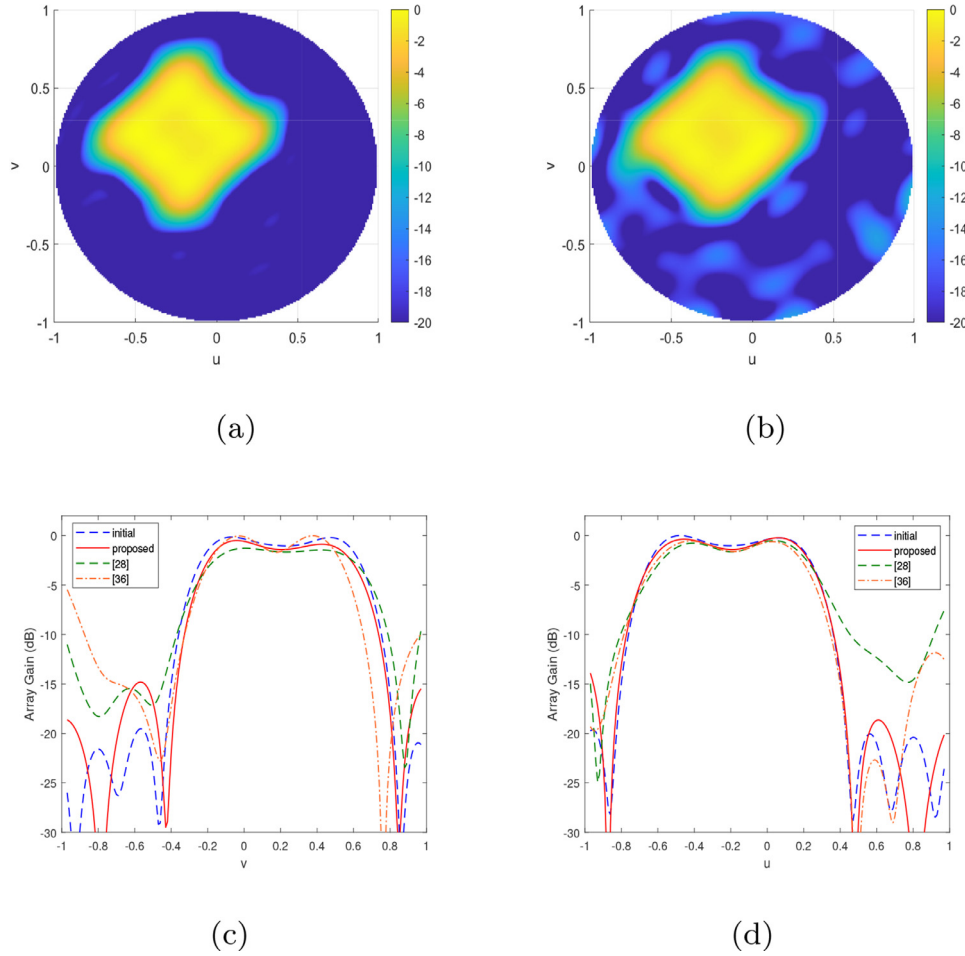 1
0.5
0
-0.5
-1
v
-1 -0.5 0 0.5 1
u
0
-2
-4
-6
-8
-10
-12
-14
-16
-18
-20
(a)
1
0.5
0
-0.5
-1
v
-1 -0.5 0 0.5 1
u
0
-2
-4
-6
-8
-10
-12
-14
-16
-18
-20
(b)
initial
proposed
[28]
[36]
0
-5
-10
-15
-20
-25
-30
Array Gain (dB)
-1 -0.8 -0.6 -0.4 -0.2 0 0.2 0.4 0.6 0.8 1
v
(c)
initial
proposed
[28]
[36]
0
-5
-10
-15
-20
-25
-30
Array Gain (dB)
-1 -0.8 -0.6 -0.4 -0.2 0 0.2 0.4 0.6 0.8 1
u
(d)